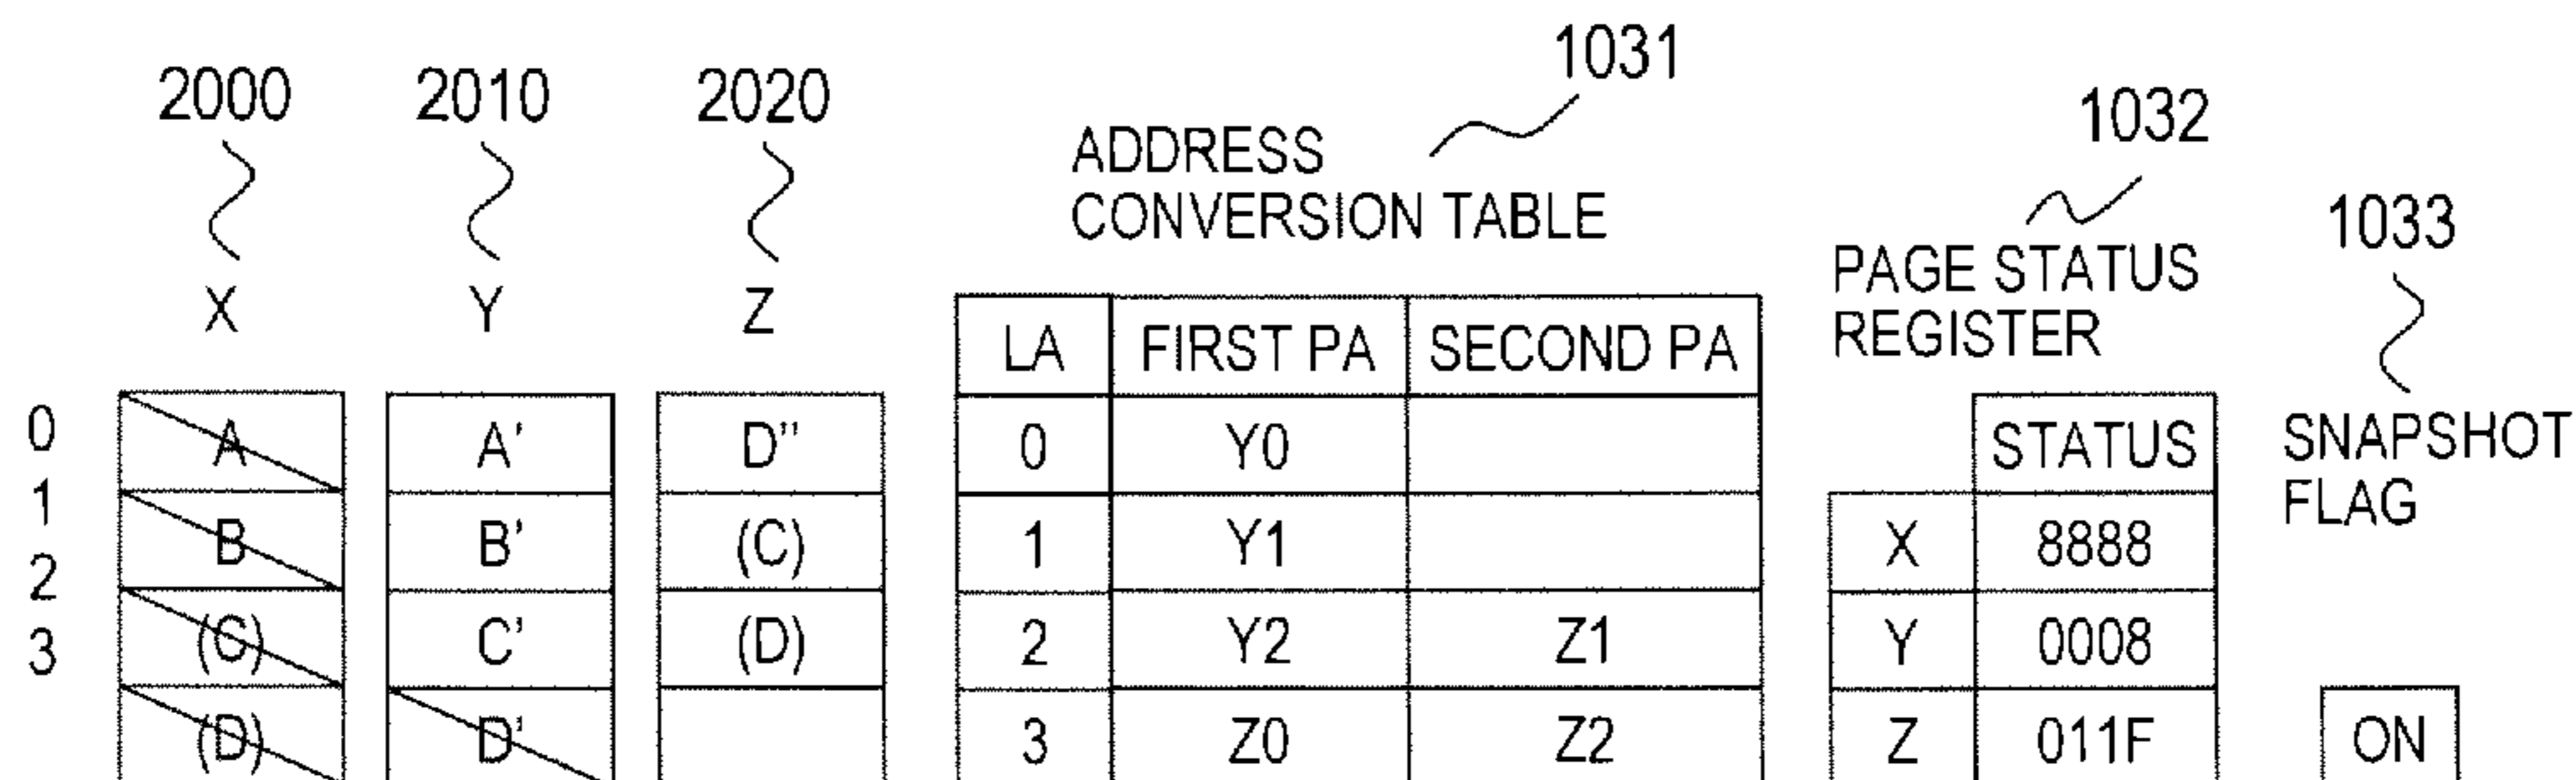 2000 2010 2020 1031
1032
1033
ADDRESS
CONVERSION TABLE
PAGE STATUS
REGISTER
SNAPSHOT
FLAG
X Y Z
LA FIRST PA SECOND PA
STATUS
0 A A' D" 0 Y0
1 B B' (C) 1 Y1 X 8888
2 (C) C' (D) 2 Y2 Z1 Y 0008
3 (D) D' 3 Z0 Z2 Z 011F ON